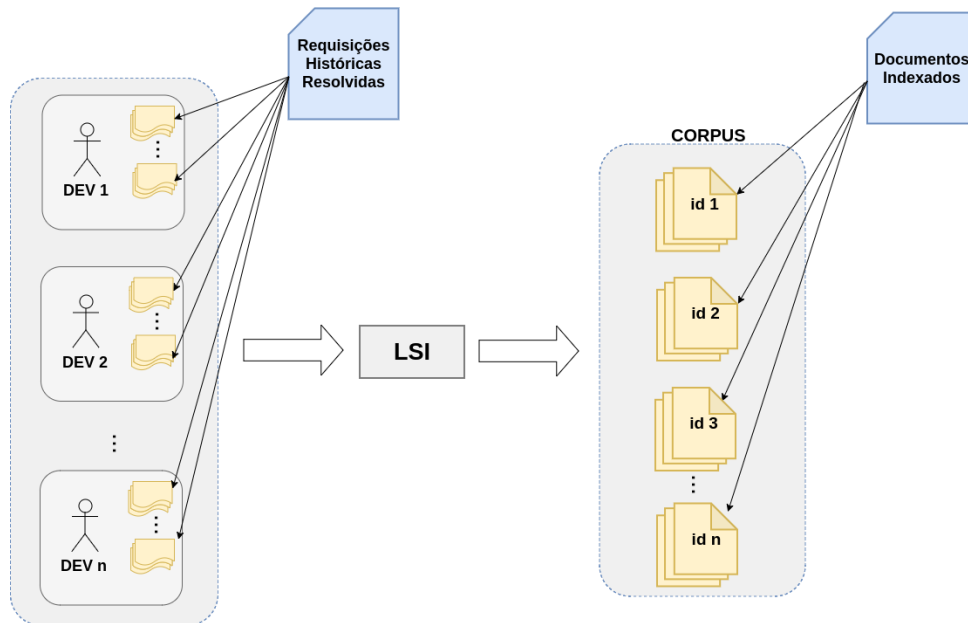 Requisições
Históricas
Resolvidas
DEV 1
DEV 2
...
DEV n
LSI
Documentos
Indexados
CORPUS
id 1
id 2
id 3
...
id n